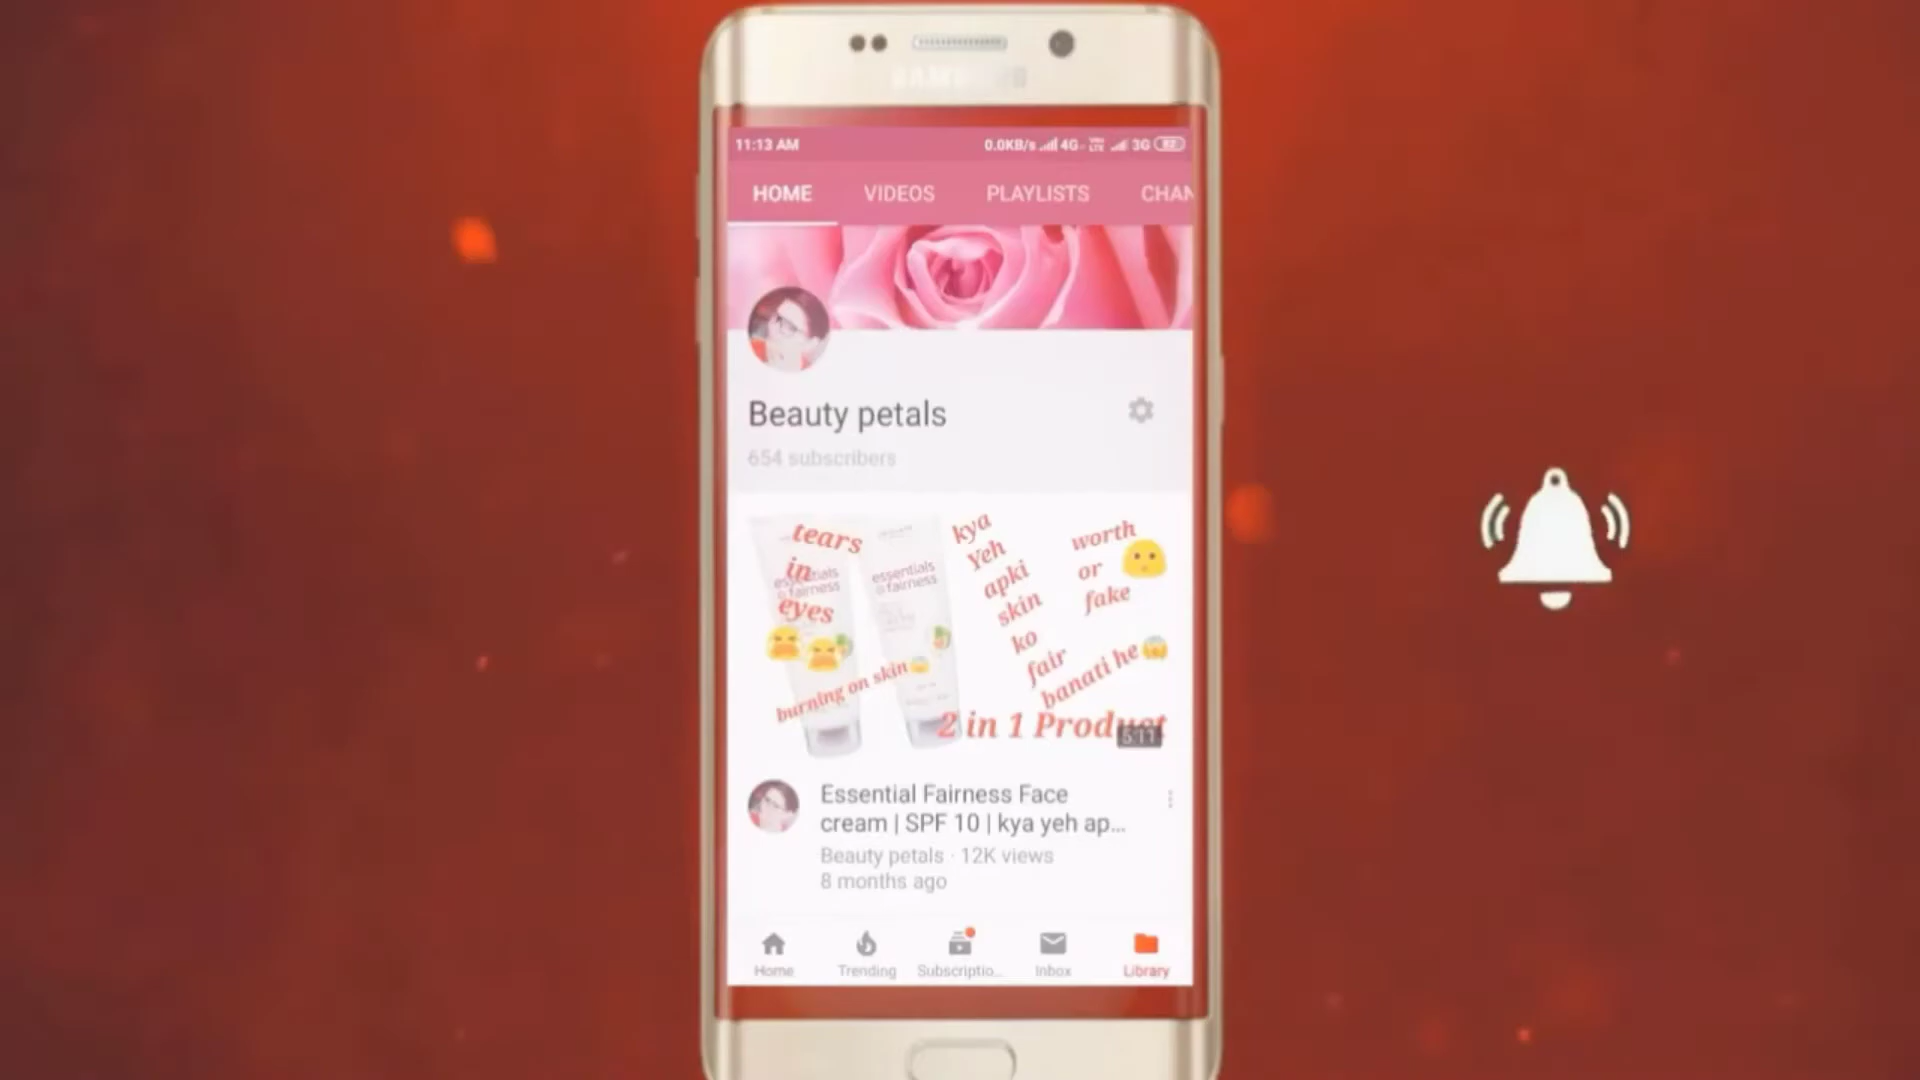 SAMSUNG
11:13 AM 0.0KB/s 4G 3G 82
HOME VIDEOS PLAYLISTS CHAN
Beauty petals
654 subscribers
tears
in
eyes
essentials
fairness
essentials
fairness
burning on skin
kya
Yeh
apki
skin
ko
fair
banati he
worth
or
fake
2 in 1 Product
5:11
Essential Fairness Face
cream | SPF 10 | kya yeh ap...
Beauty petals · 12K views
8 months ago
Home Trending Subscriptio... Inbox Library